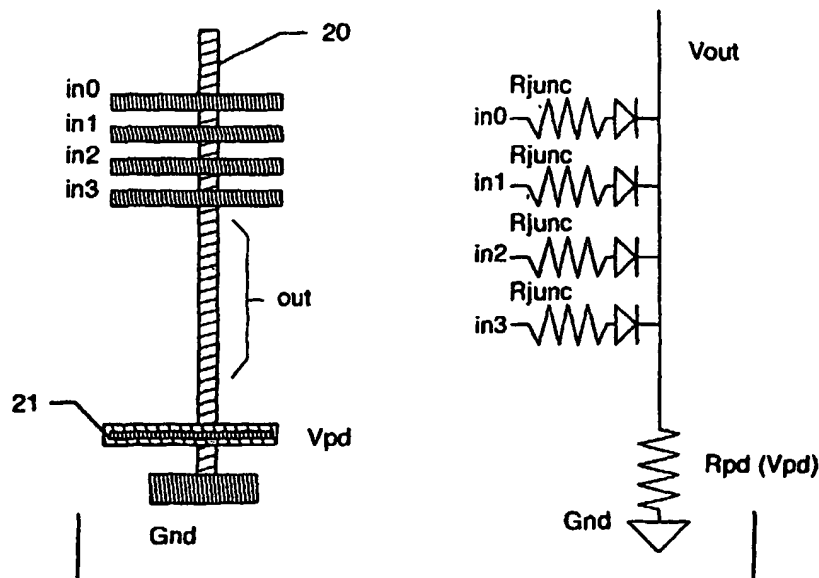 20
in0
in1
in2
in3
out
21
Vpd
Gnd
Vout
Rjunc
in0
Rjunc
in1
Rjunc
in2
Rjunc
in3
Rpd (Vpd)
Gnd